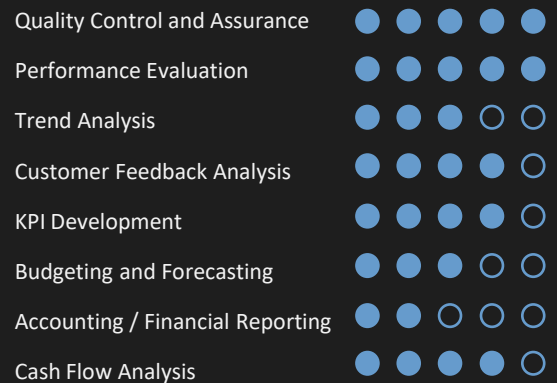 Quality Control and Assurance
Performance Evaluation
Trend Analysis
Customer Feedback Analysis
KPI Development
Budgeting and Forecasting
Accounting / Financial Reporting
Cash Flow Analysis